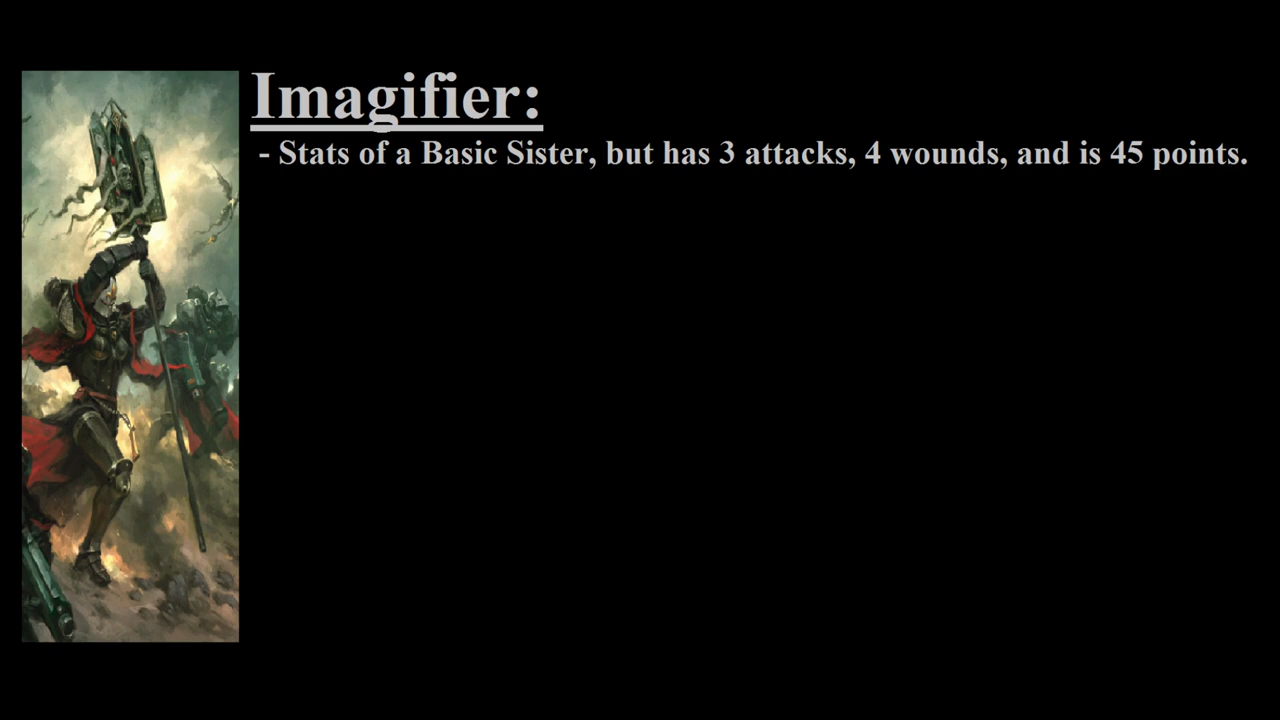 Imagifier:
- Stats of a Basic Sister, but has 3 attacks, 4 wounds, and is 45 points.